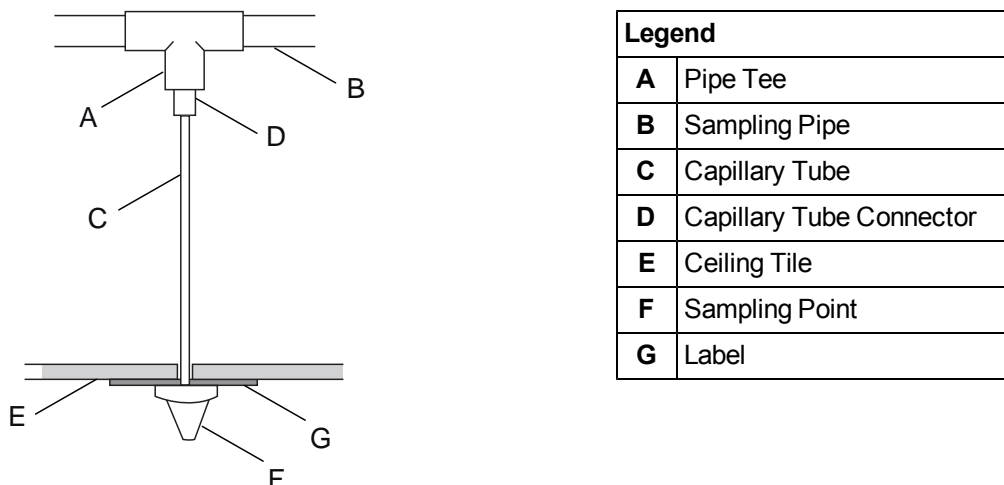 A
B
D
C
E
G
F
Legend
A Pipe Tee
B Sampling Pipe
C Capillary Tube
D Capillary Tube Connector
E Ceiling Tile
F Sampling Point
G Label